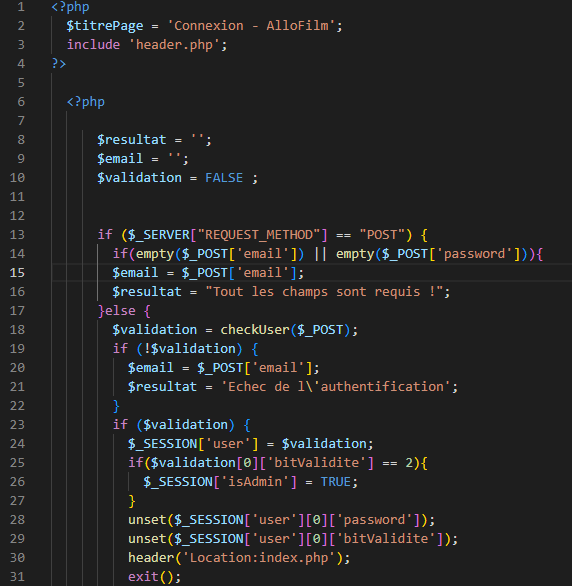 1 <?php
2 $titrePage = 'Connexion - AlloFilm';
3 include 'header.php';
4 ?>
5
6 <?php
7
8 $resultat = '';
9 $email = '';
10 $validation = FALSE ;
11
12
13 if ($_SERVER["REQUEST_METHOD"] == "POST") {
14 if(empty($_POST['email']) || empty($_POST['password'])){
15 $email = $_POST['email'];
16 $resultat = "Tout les champs sont requis !";
17 }else {
18 $validation = checkUser($_POST);
19 if (!$validation) {
20 $email = $_POST['email'];
21 $resultat = 'Echec de l\'authentification';
22 }
23 if ($validation) {
24 $_SESSION['user'] = $validation;
25 if($validation[0]['bitValidite'] == 2){
26 $_SESSION['isAdmin'] = TRUE;
27 }
28 unset($_SESSION['user'][0]['password']);
29 unset($_SESSION['user'][0]['bitValidite']);
30 header('Location:index.php');
31 exit();